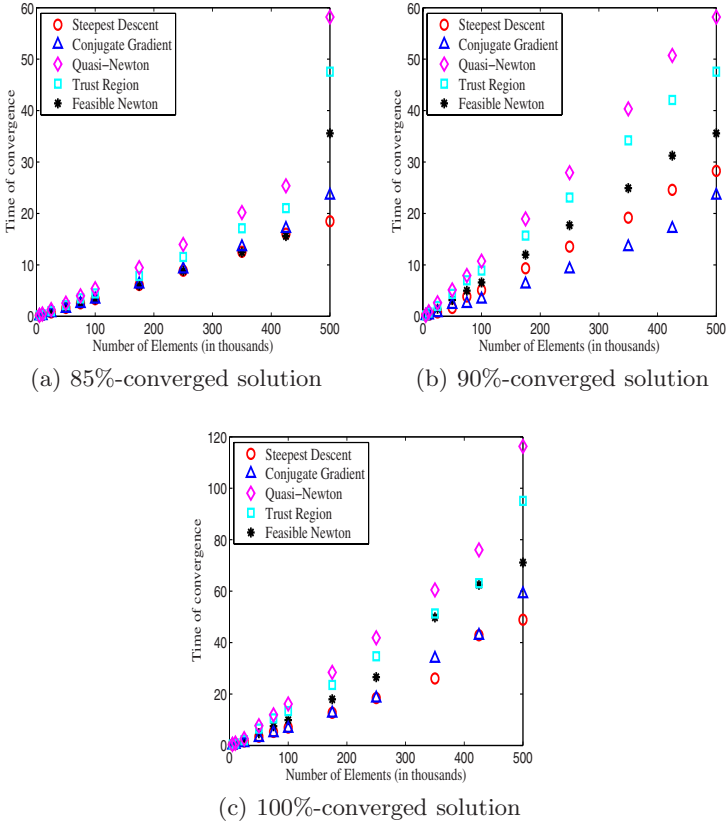 60
50
40
30
20
10
0
Time of convergence
Steepest Descent
Conjugate Gradient
Quasi-Newton
Trust Region
Feasible Newton
0 100 200 300 400 500
Number of Elements (in thousands)
(a) 85%-converged solution
60
50
40
30
20
10
0
Time of convergence
Steepest Descent
Conjugate Gradient
Quasi-Newton
Trust Region
Feasible Newton
0 100 200 300 400 500
Number of Elements (in thousands)
(b) 90%-converged solution
120
100
80
60
40
20
0
Time of convergence
Steepest Descent
Conjugate Gradient
Quasi-Newton
Trust Region
Feasible Newton
0 100 200 300 400 500
Number of Elements (in thousands)
(c) 100%-converged solution